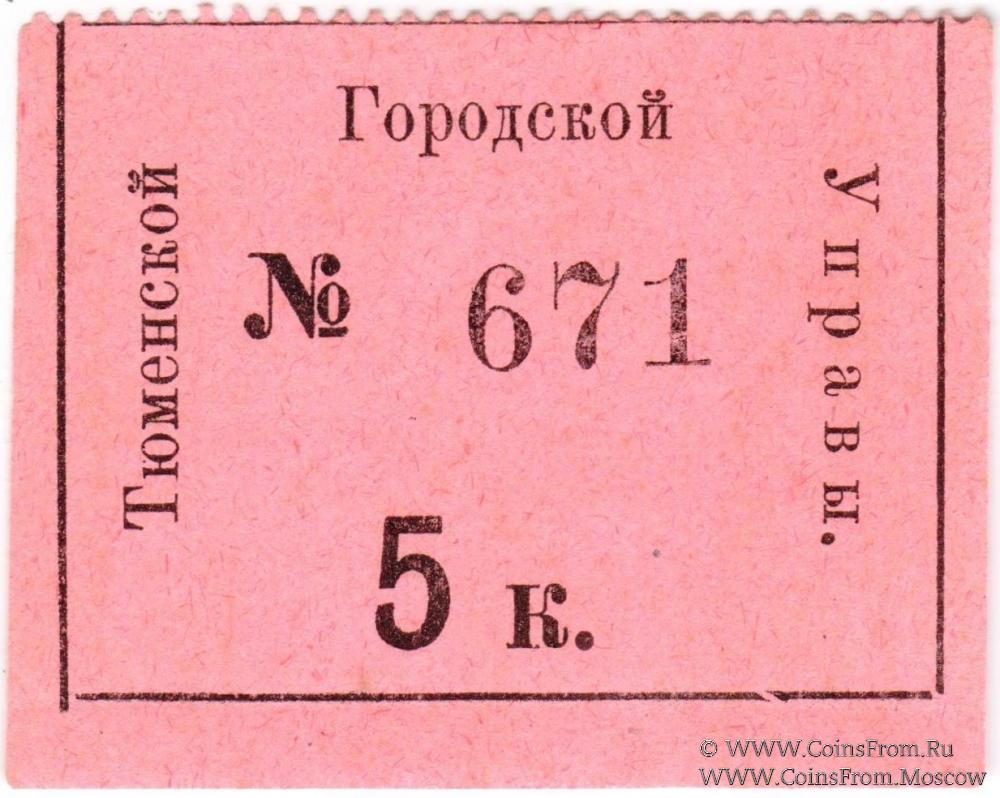 Тюменской
Городской
Управы.
№ 671
5 к.
© WWW.CoinsFrom.Ru
WWW.CoinsFrom.Moscow